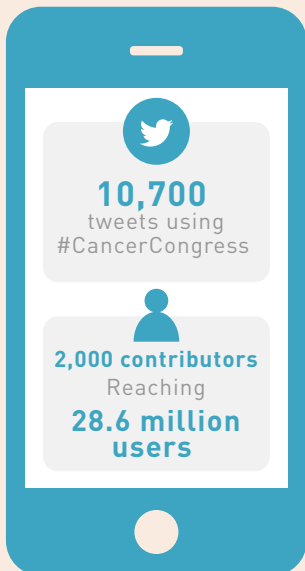 10,700
tweets using
#CancerCongress
2,000 contributors
Reaching
28.6 million
users